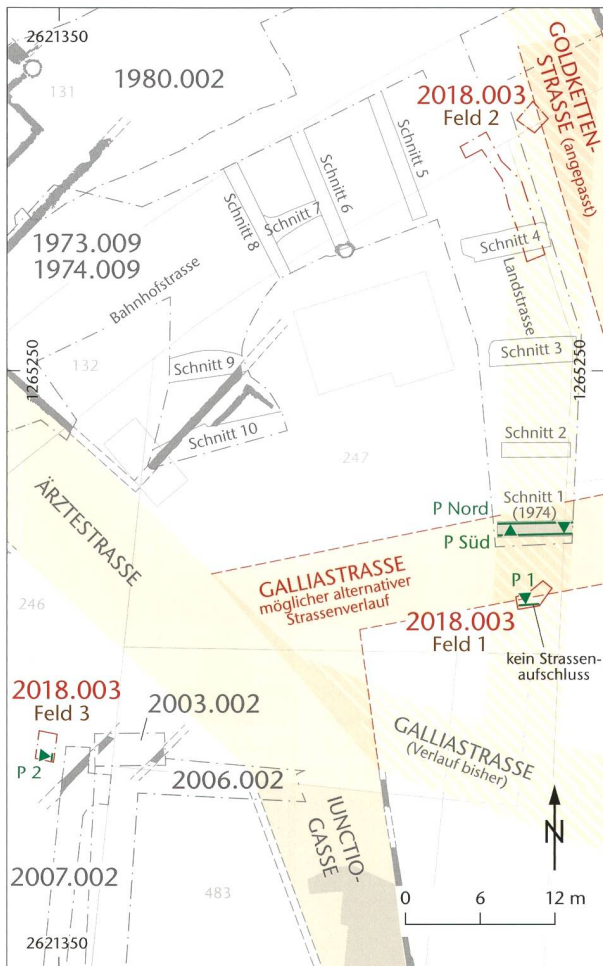 2621350
131
1980.002
2018.003
Feld 2
GOLDKETTEN-
STRASSE (angepasst)
Schnitt 5
Schnitt 6
Schnitt 7
Schnitt 8
Schnitt 4
1973.009
1974.009
Bahnhofstrasse
Landstrasse
1265250
132
Schnitt 9
Schnitt 3
1265250
Schnitt 10
247
Schnitt 2
ÄRZTESTRASSE
P Nord
Schnitt 1
(1974)
P Süd
GALLIASTRASSE
möglicher alternativer
Strassenverlauf
P 1
246
2018.003
Feld 1
kein Strassen-
aufschluss
2018.003
Feld 3
2003.002
P 2
GALLIASTRASSE
(Verlauf bisher)
2006.002
IUNCTIO-
GASSE
N
2007.002
483
0 6 12 m
2621350